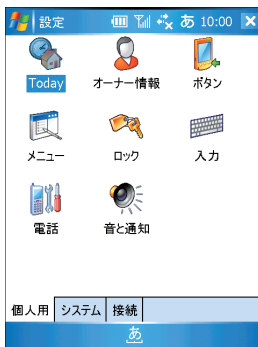 設定 あ 10:00
Today オーナー情報 ボタン
メニュー ロック 入力
電話 音と通知
個人用 システム 接続
あ